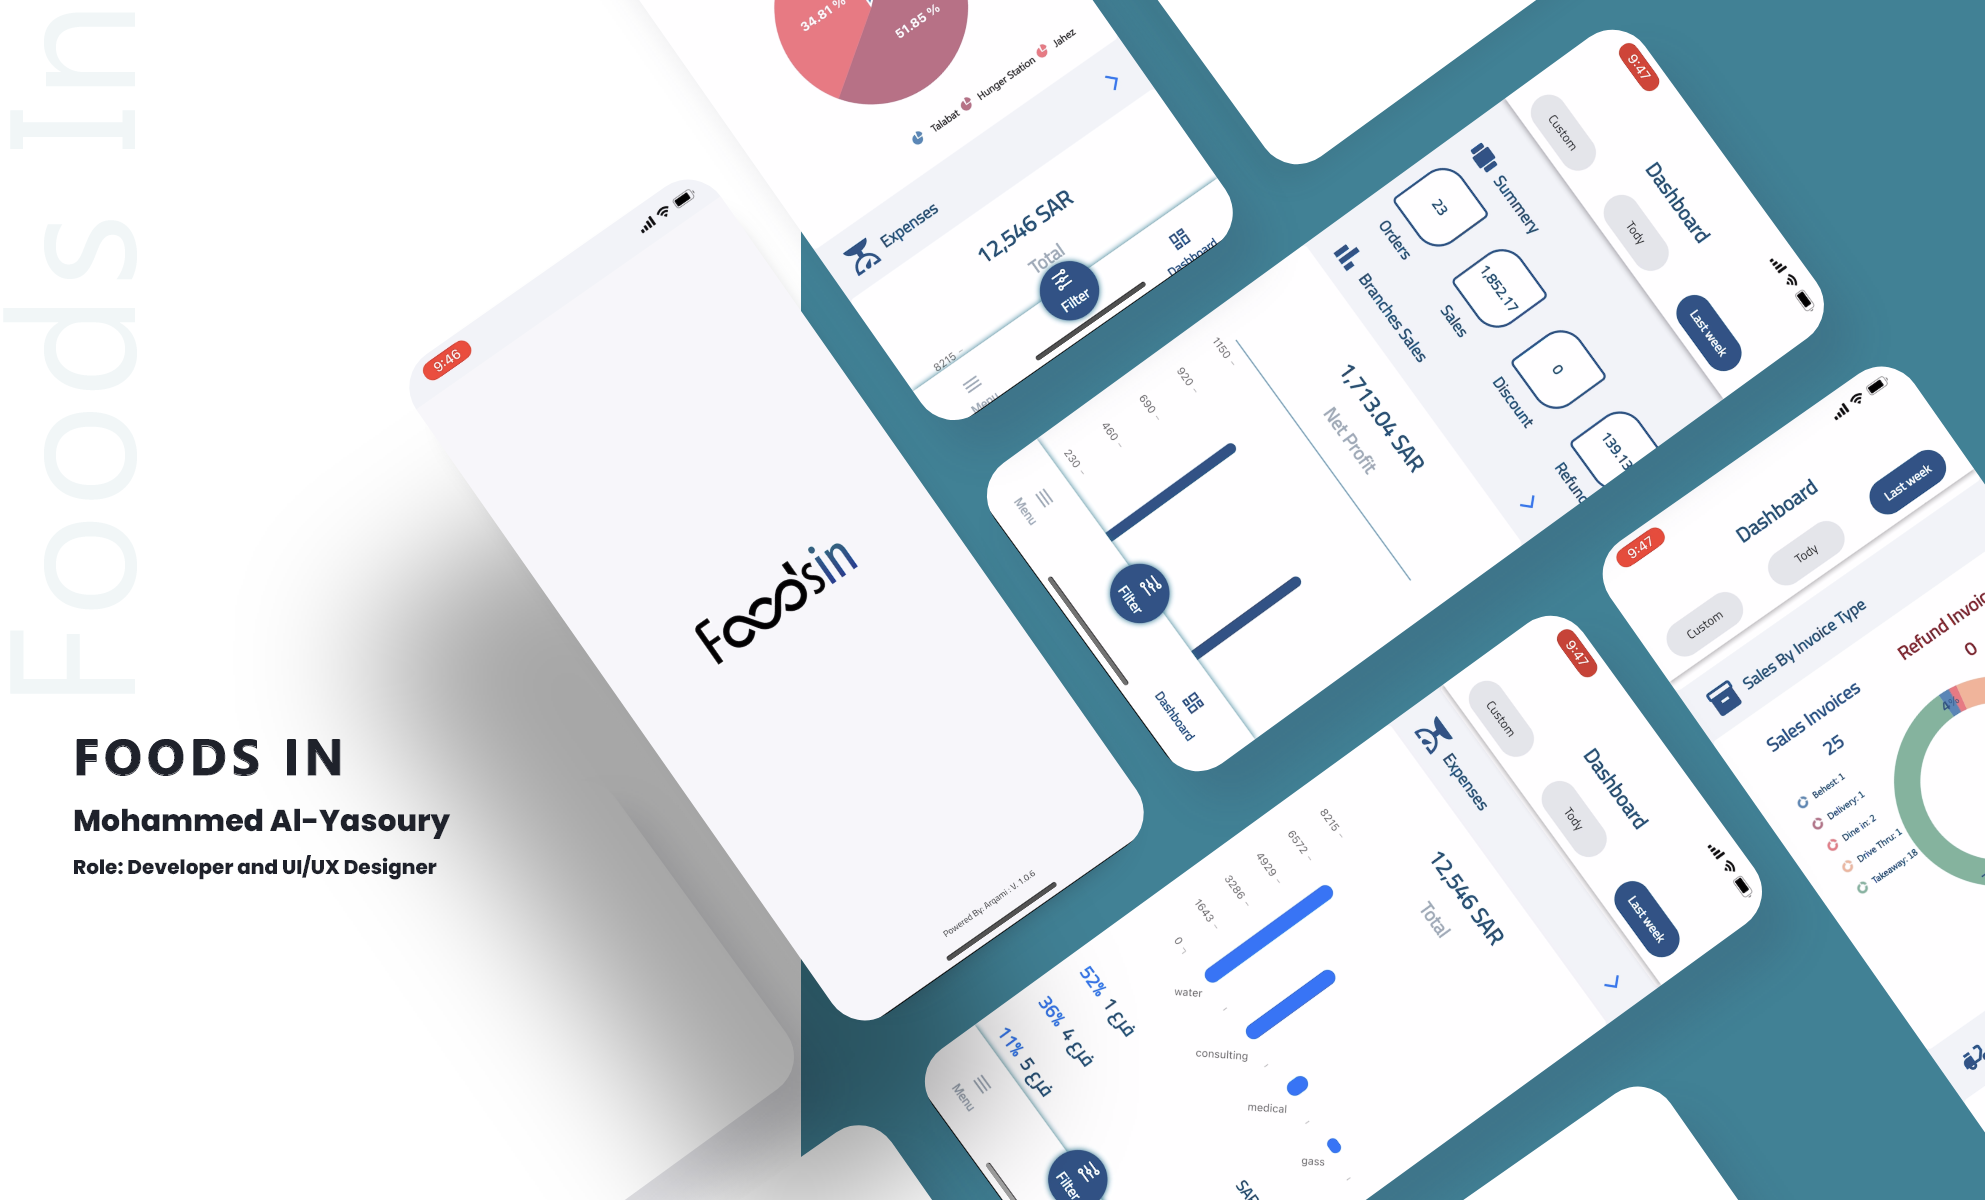 Foods In
FOODS IN
Mohammed Al-Yasoury
Role: Developer and UI/UX Designer
9:46
Foodsin
Powered By: Arqami : V. 1.0.6
34.81 %
51.85 %
Talabat
Hunger Station
Jahez
Expenses
12,546 SAR
Total
8215
Menu
Filter
Dashboard
9:47
Dashboard
Custom
Tody
Last week
Summery
23
1,852.17
0
139.13
Orders
Sales
Discount
Refund
Branches Sales
1,713.04 SAR
Net Profit
1150
920
690
460
230
Menu
Filter
Dashboard
9:47
Dashboard
Custom
Tody
Last week
Expenses
12,546 SAR
Total
8215
6572
4929
3286
1643
0
water
consulting
medical
gass
52% فرع 1
36% فرع 4
11% فرع 5
SAR
Menu
Filter
9:47
Dashboard
Custom
Tody
Last week
Sales By Invoice Type
Sales Invoices
25
Refund Invoic
0
4%
Behest: 1
Delivery: 1
Dine in: 2
Drive Thru: 1
Takeaway: 18